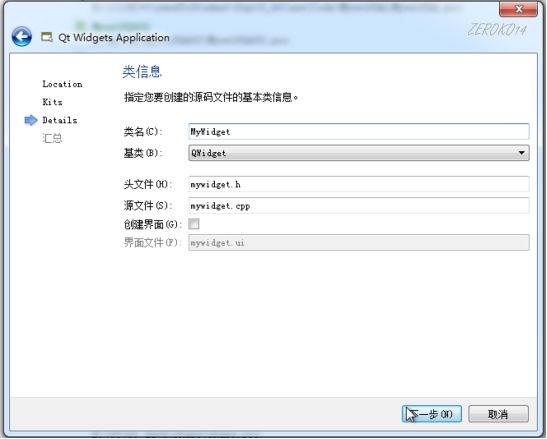 ZEROKO14
Qt Widgets Application
类信息
Location
指定您要创建的源码文件的基本类信息。
Kits
Details
汇总
类名(C): MyWidget
基类(B): QWidget
头文件(H): mywidget.h
源文件(S): mywidget.cpp
创建界面(G):
界面文件(F): mywidget.ui
下一步(N) 取消